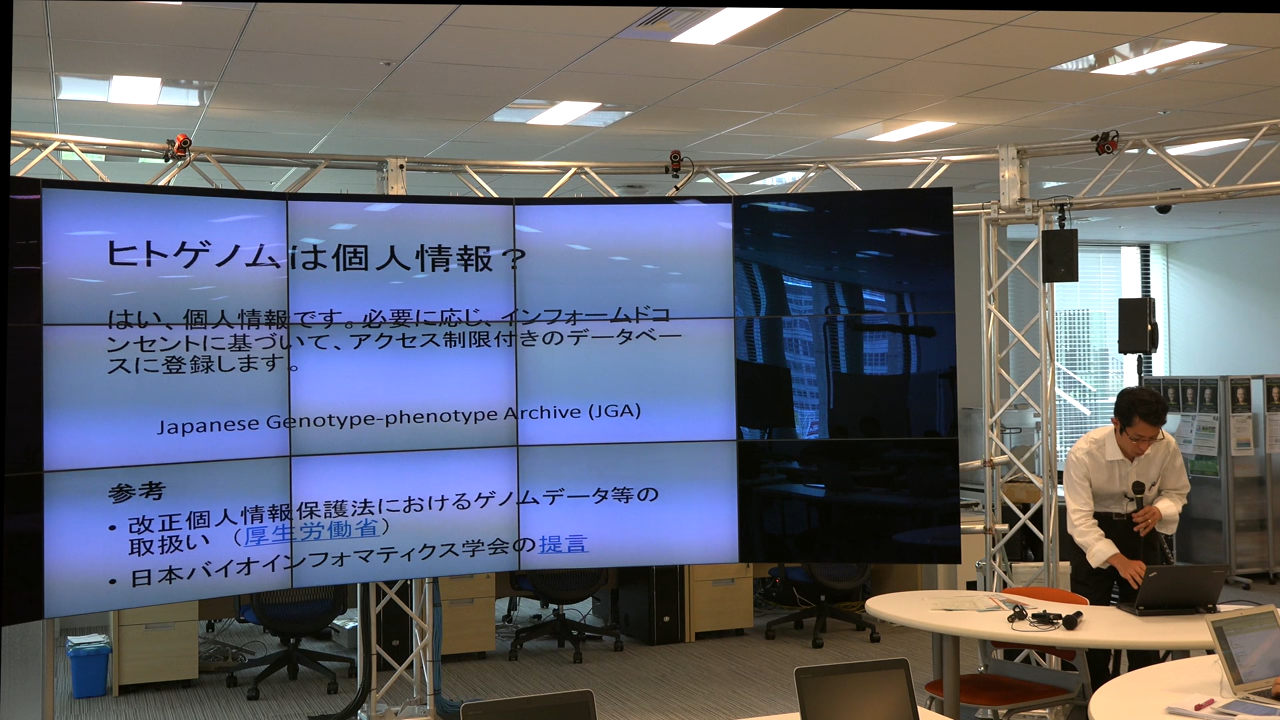 ヒトゲノムは個人情報？
はい、個人情報です。必要に応じ、インフォームドコ
ンセントに基づいて、アクセス制限付きのデータベー
スに登録します。
Japanese Genotype-phenotype Archive (JGA)
参考
• 改正個人情報保護法におけるゲノムデータ等の
取扱い （厚生労働省）
• 日本バイオインフォマティクス学会の提言